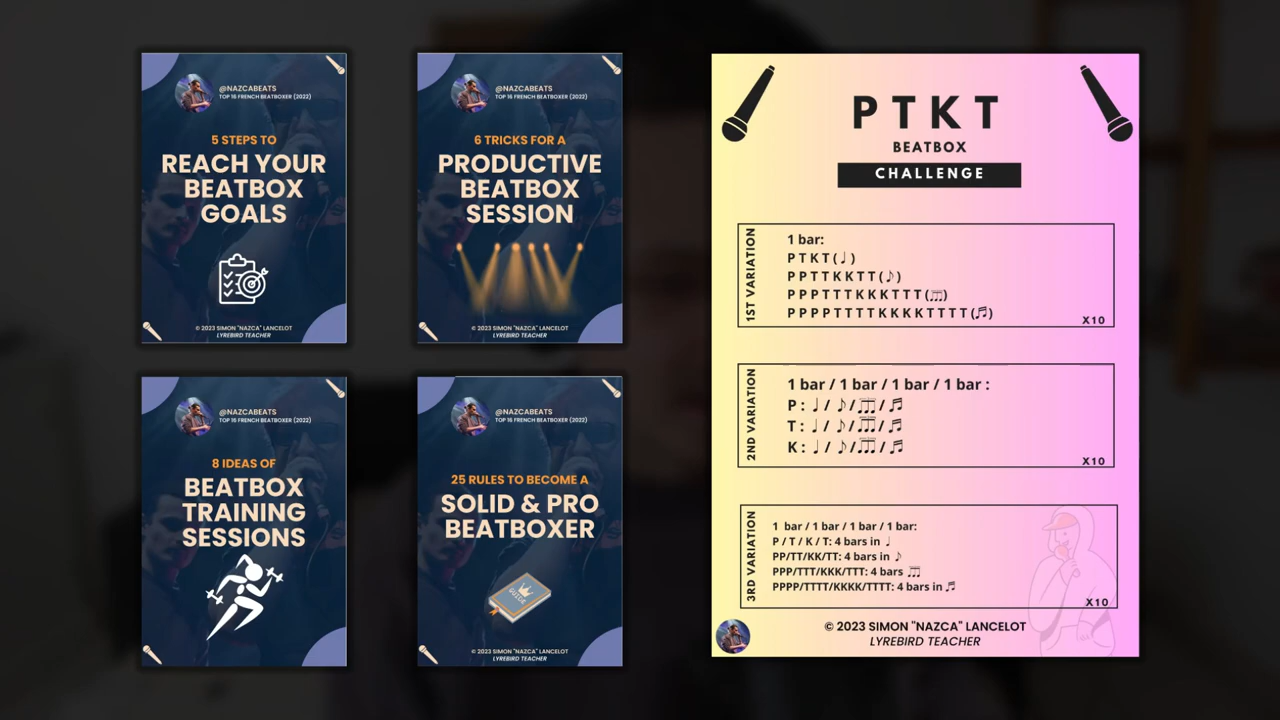 @NAZCABEATS
TOP 16 FRENCH BEATBOXER (2022)
5 STEPS TO
REACH YOUR
BEATBOX
GOALS
© 2023 SIMON "NAZCA" LANCELOT
LYREBIRD TEACHER
@NAZCABEATS
TOP 16 FRENCH BEATBOXER (2022)
6 TRICKS FOR A
PRODUCTIVE
BEATBOX
SESSION
© 2023 SIMON "NAZCA" LANCELOT
LYREBIRD TEACHER
@NAZCABEATS
TOP 16 FRENCH BEATBOXER (2022)
8 IDEAS OF
BEATBOX
TRAINING
SESSIONS
@NAZCABEATS
TOP 16 FRENCH BEATBOXER (2022)
25 RULES TO BECOME A
SOLID & PRO
BEATBOXER
GUIDE
© 2023 SIMON "NAZCA" LANCELOT
LYREBIRD TEACHER
PTKT
BEATBOX
CHALLENGE
1ST VARIATION
1 bar:
P T K T ( ♩ )
P P T T K K T T ( ♪ )
P P P T T T K K K T T T ( ♫ )
P P P P T T T T K K K K T T T T ( ♬ )
X10
2ND VARIATION
1 bar / 1 bar / 1 bar / 1 bar :
P : ♩ / ♪ / ♫ / ♬
T : ♩ / ♪ / ♫ / ♬
K : ♩ / ♪ / ♫ / ♬
X10
3RD VARIATION
1 bar / 1 bar / 1 bar / 1 bar:
P / T / K / T: 4 bars in ♩
PP/TT/KK/TT: 4 bars in ♪
PPP/TTT/KKK/TTT: 4 bars ♫
PPPP/TTTT/KKKK/TTTT: 4 bars in ♬
X10
© 2023 SIMON "NAZCA" LANCELOT
LYREBIRD TEACHER